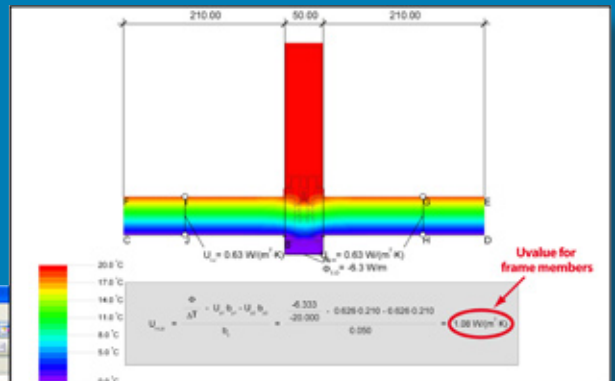 210.00 50.00 210.00
F I G E
C J H D
U = 0.63 W/(m² K) U = 0.63 W/(m² K)
Φ = -6.3 W/m
Uvalue for
frame members
20.0 °C
17.0 °C
14.0 °C
11.0 °C
8.0 °C
5.0 °C
Φ/ΔT - U b - U b -6.333/-20.000 - 0.626·0.210 - 0.626·0.210
U = = = 1.08 W/(m² K)
b 0.050